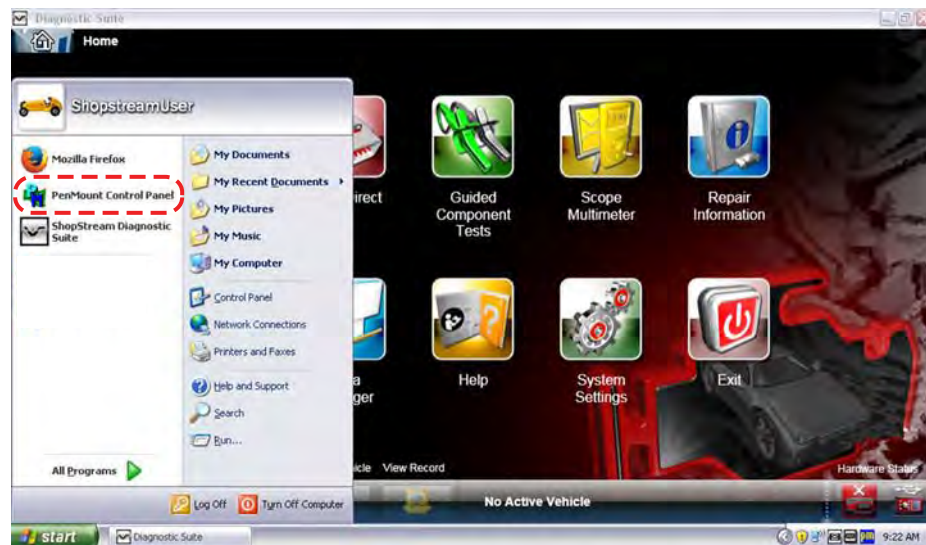 Diagnostic Suite
Home
ShopstreamUser
Mozilla Firefox
PenMount Control Panel
ShopStream Diagnostic
Suite
All Programs
My Documents
My Recent Documents
My Pictures
My Music
My Computer
Control Panel
Network Connections
Printers and Faxes
Help and Support
Search
Run...
Log Off
Turn Off Computer
irect
Guided
Component
Tests
Scope
Multimeter
Repair
Information
a
ger
Help
System
Settings
Exit
icle View Record
Hardware Status
No Active Vehicle
start
Diagnostic Suite
pm
9:22 AM